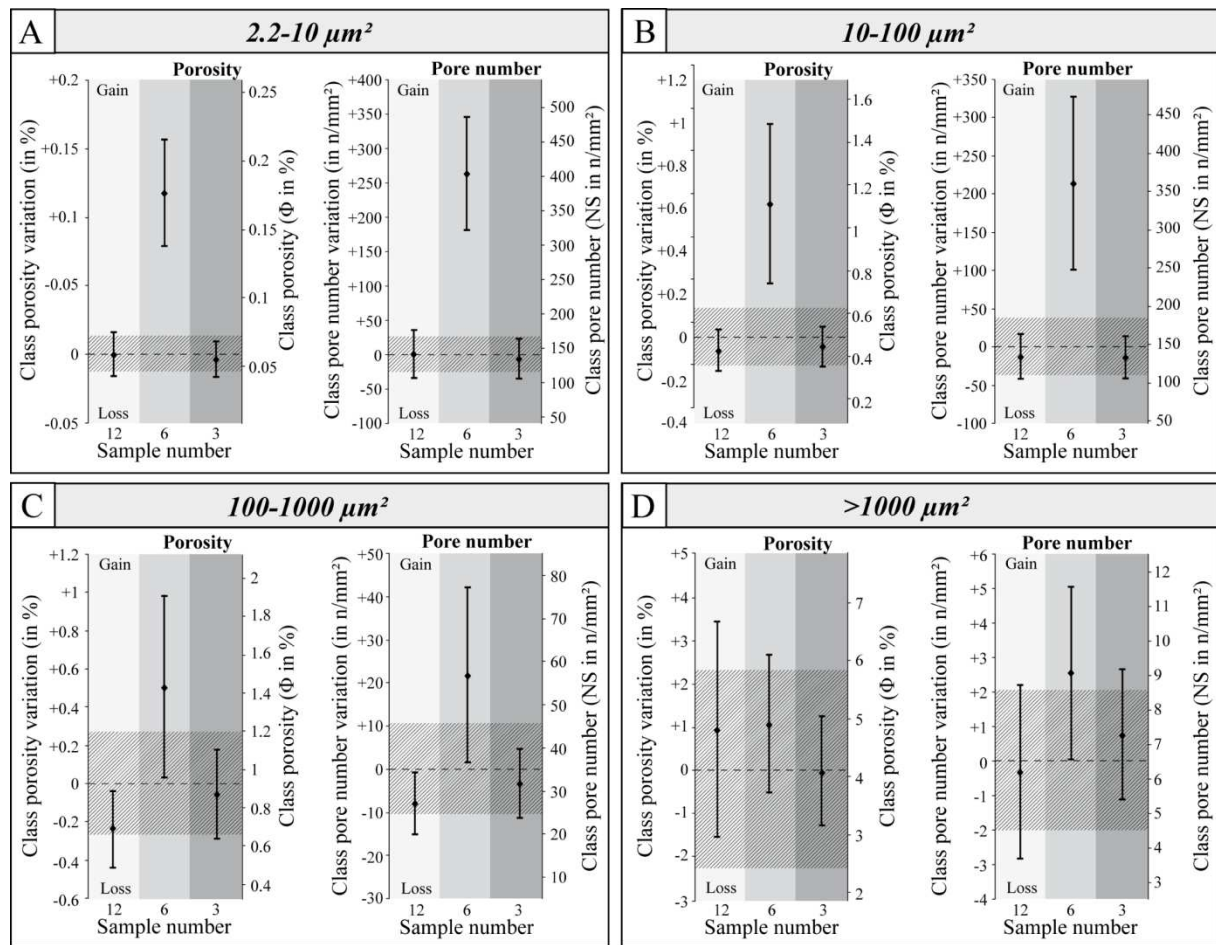 A
2.2-10 μm²
Porosity
Pore number
Class porosity variation (in %)
+0.2
+0.15
+0.1
-0.05
0
-0.05
Gain
Loss
0.25
0.2
0.1
0.05
Class porosity (Φ in %)
12 6 3
Sample number
Class pore number variation (in n/mm²)
+400
+350
+300
+250
+200
+150
+100
+50
0
-50
-100
500
450
400
350
300
250
200
150
100
50
Class pore number (NS in n/mm²)
12 6 3
Sample number
B
10-100 μm²
Porosity
Pore number
Class porosity variation (in %)
+1.2
+1
+0.8
+0.6
+0.4
+0.2
0
-0.2
-0.4
Gain
Loss
1.6
1.4
1.2
1
0.8
0.6
0.4
0.2
Class porosity (Φ in %)
12 6 3
Sample number
Class pore number variation (in n/mm²)
+350
+300
+250
+200
+150
+100
+50
0
-50
-100
Gain
Loss
450
400
350
300
250
200
150
100
50
Class pore number (NS in n/mm²)
12 6 3
Sample number
C
100-1000 μm²
Porosity
Pore number
Class porosity variation (in %)
+1.2
+1
+0.8
+0.6
+0.4
+0.2
0
-0.2
-0.4
-0.6
Gain
Loss
2
1.8
1.6
1.4
1.2
1
0.8
0.6
0.4
Class porosity (Φ in %)
12 6 3
Sample number
Class pore number variation (in n/mm²)
+50
+40
+30
+20
+10
0
-10
-20
-30
Gain
Loss
80
70
60
50
40
30
20
10
Class pore number (NS in n/mm²)
12 6 3
Sample number
D
>1000 μm²
Porosity
Pore number
Class porosity variation (in %)
+5
+4
+3
+2
+1
0
-1
-2
-3
Gain
Loss
7
6
5
4
3
2
Class porosity (Φ in %)
12 6 3
Sample number
Class pore number variation (in n/mm²)
+6
+5
+4
+3
+2
+1
0
-1
-2
-3
-4
Gain
Loss
12
11
10
9
8
7
6
5
4
3
Class pore number (NS in n/mm²)
12 6 3
Sample number